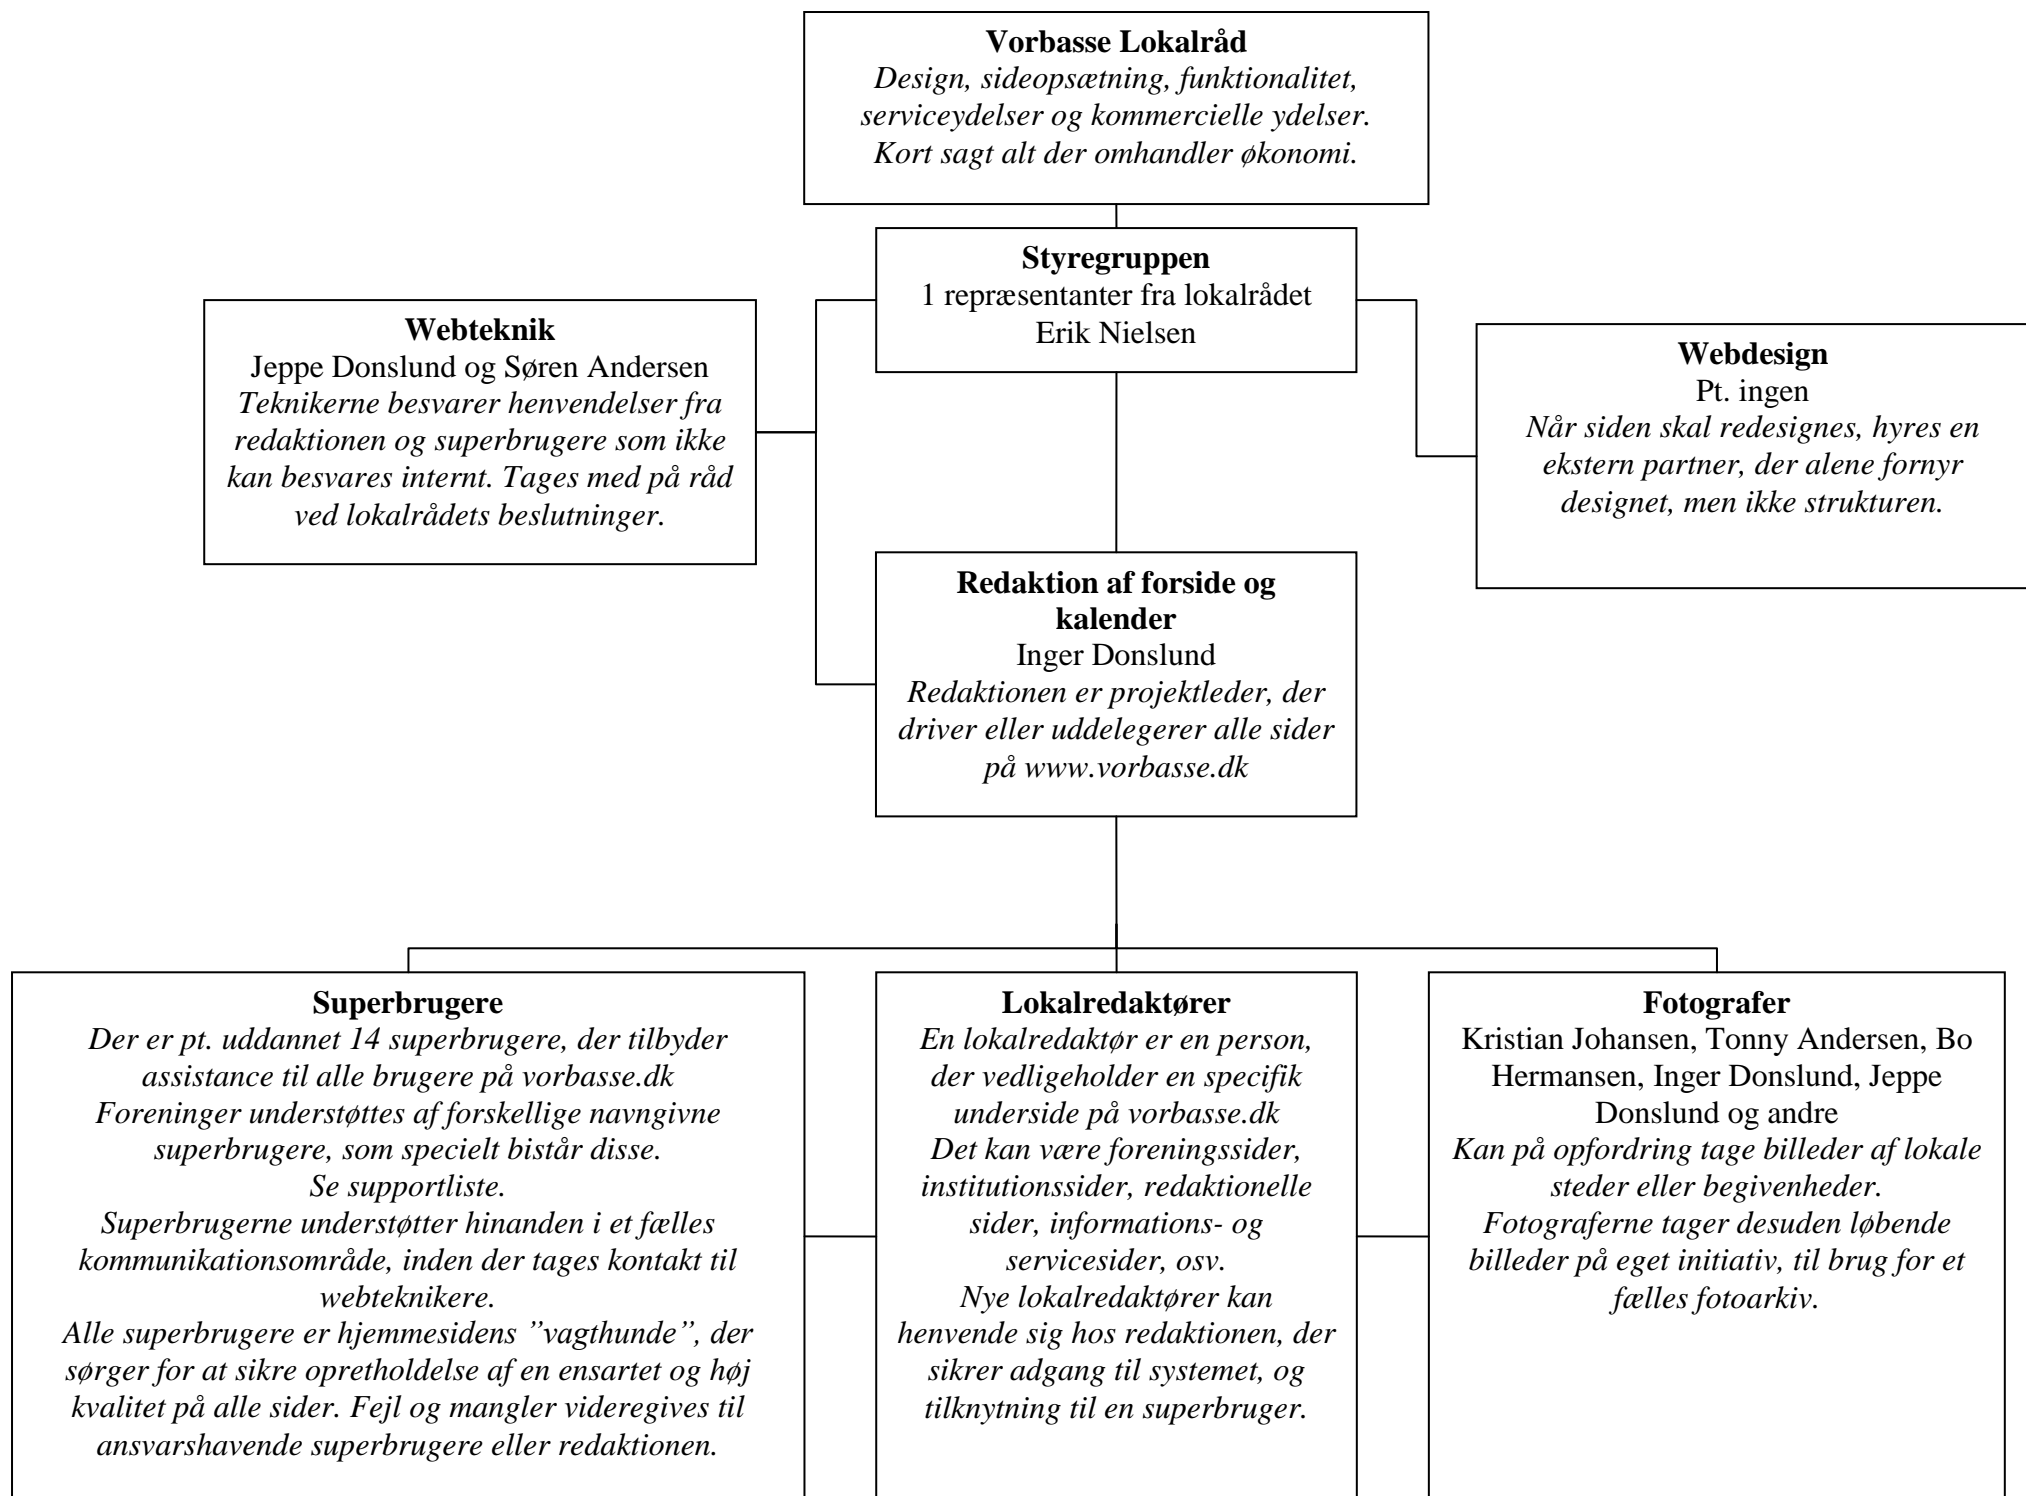 Vorbasse Lokalråd
Design, sideopsætning, funktionalitet,
serviceydelser og kommercielle ydelser.
Kort sagt alt der omhandler økonomi.
Styregruppen
1 repræsentanter fra lokalrådet
Erik Nielsen
Webteknik
Jeppe Donslund og Søren Andersen
Teknikerne besvarer henvendelser fra
redaktionen og superbrugere som ikke
kan besvares internt. Tages med på råd
ved lokalrådets beslutninger.
Webdesign
Pt. ingen
Når siden skal redesignes, hyres en
ekstern partner, der alene fornyr
designet, men ikke strukturen.
Redaktion af forside og
kalender
Inger Donslund
Redaktionen er projektleder, der
driver eller uddelegerer alle sider
på www.vorbasse.dk
Superbrugere
Der er pt. uddannet 14 superbrugere, der tilbyder
assistance til alle brugere på vorbasse.dk
Foreninger understøttes af forskellige navngivne
superbrugere, som specielt bistår disse.
Se supportliste.
Superbrugerne understøtter hinanden i et fælles
kommunikationsområde, inden der tages kontakt til
webteknikere.
Alle superbrugere er hjemmesidens ”vagthunde”, der
sørger for at sikre opretholdelse af en ensartet og høj
kvalitet på alle sider. Fejl og mangler videregives til
ansvarshavende superbrugere eller redaktionen.
Lokalredaktører
En lokalredaktør er en person,
der vedligeholder en specifik
underside på vorbasse.dk
Det kan være foreningssider,
institutionssider, redaktionelle
sider, informations- og
servicesider, osv.
Nye lokalredaktører kan
henvende sig hos redaktionen, der
sikrer adgang til systemet, og
tilknytning til en superbruger.
Fotografer
Kristian Johansen, Tonny Andersen, Bo
Hermansen, Inger Donslund, Jeppe
Donslund og andre
Kan på opfordring tage billeder af lokale
steder eller begivenheder.
Fotograferne tager desuden løbende
billeder på eget initiativ, til brug for et
fælles fotoarkiv.